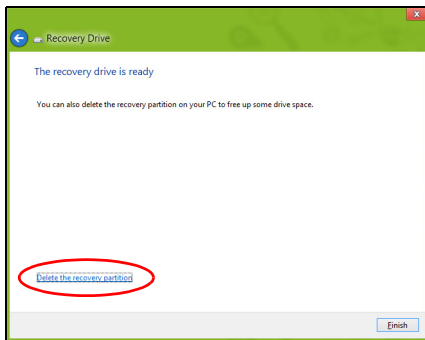 Recovery Drive
The recovery drive is ready
You can also delete the recovery partition on your PC to free up some drive space.
Delete the recovery partition
Finish